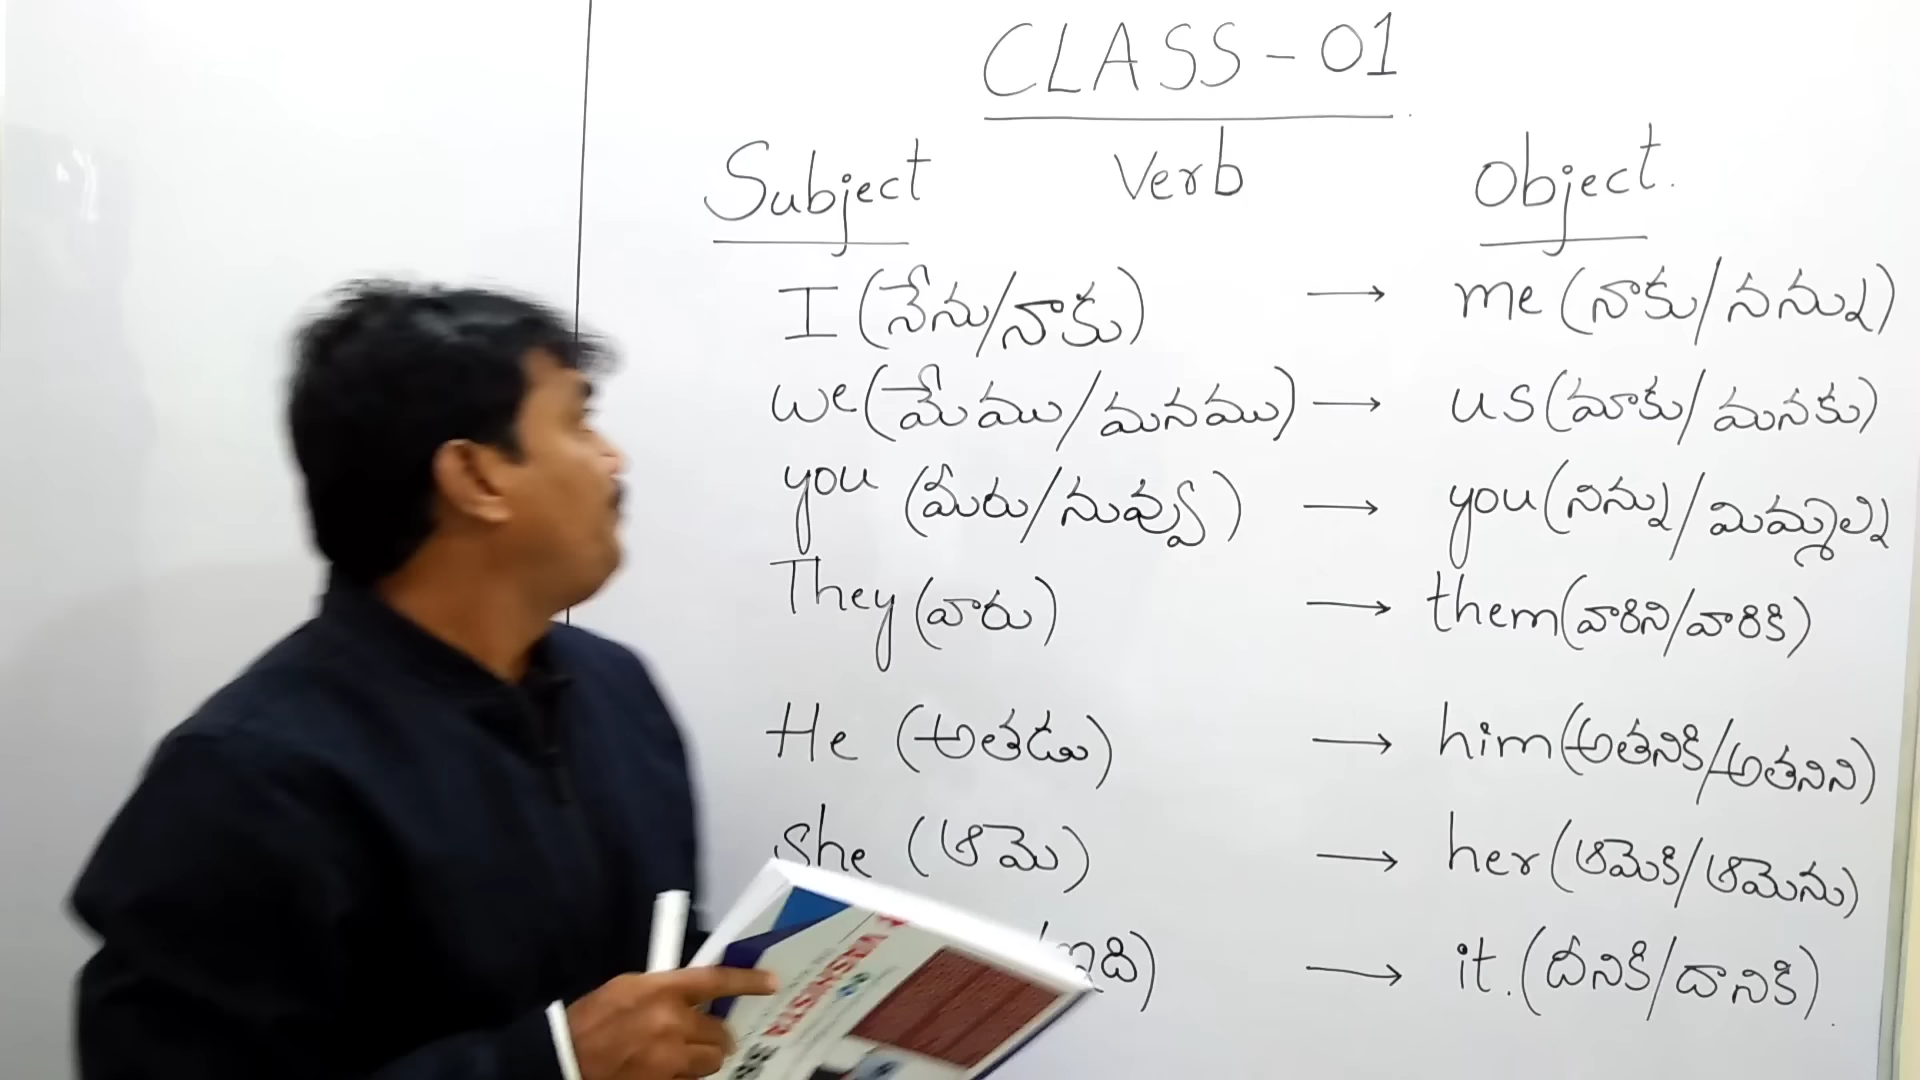 CLASS - 01
Subject Verb Object.
I (నేను/నాకు) → me (నాకు/నన్ను)
we (మేము/మనము) → us (మాకు/మనకు)
you (మీరు/నువ్వు) → you (నిన్ను/మిమ్మల్ని
They (వారు) → them (వారిని/వారికి)
He (అతడు) → him (అతనికి/అతనిని)
she (ఆమె) → her (ఆమెకి/ఆమెను)
ఇది) → it. (దీనికి/దానికి)